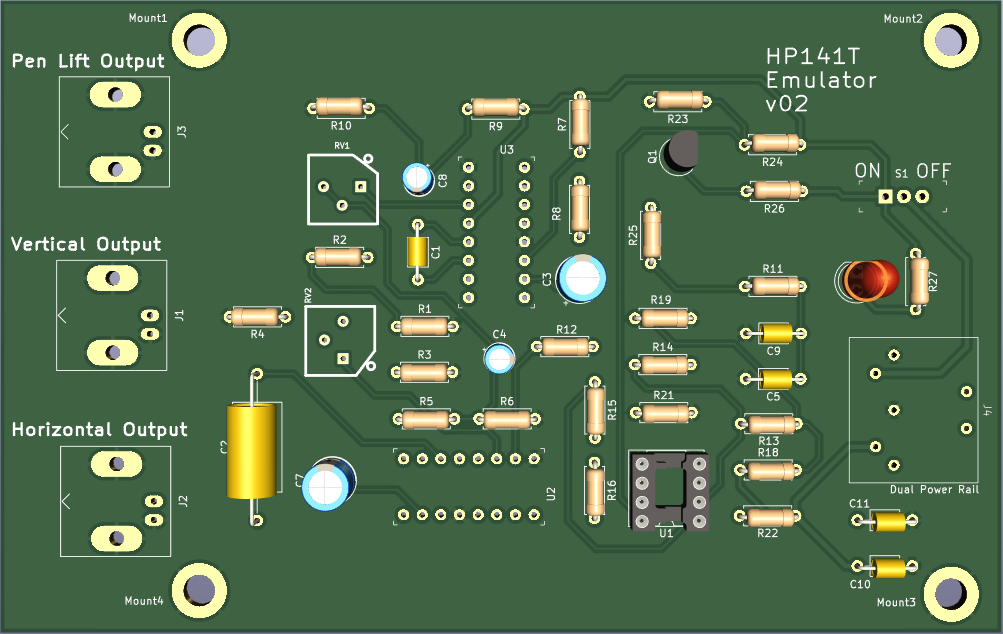 Mount1
Mount2
Pen Lift Output
HP141T
Emulator
v02
R10
R9
R7
R23
J3
RV1
U3
Q1
R24
C8
ON S1 OFF
R26
R8
R25
Vertical Output
R2
C1
C3
R11
R27
RV2
R1
R19
J1
R4
C4
R12
C9
R3
R14
C5
R5
R6
R15
R21
J4
Horizontal Output
C2
R13
R18
C7
U2
R16
Dual Power Rail
J2
C11
U1
R22
C10
Mount4
Mount3